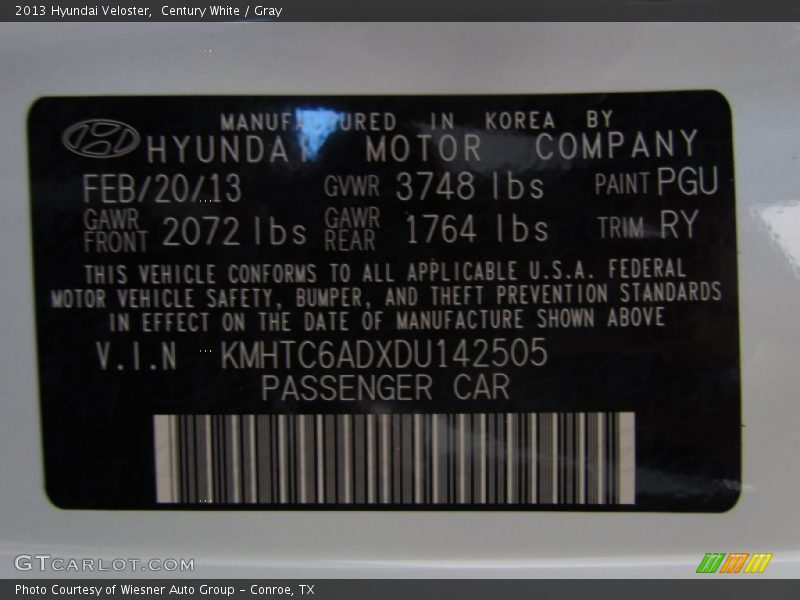 2013 Hyundai Veloster,  Century White / Gray
MANUFACTURED IN KOREA BY
HYUNDAI MOTOR COMPANY
FEB/20/13 GVWR 3748 lbs PAINT PGU
GAWR FRONT 2072 lbs GAWR REAR 1764 lbs TRIM RY
THIS VEHICLE CONFORMS TO ALL APPLICABLE U.S.A. FEDERAL
MOTOR VEHICLE SAFETY, BUMPER, AND THEFT PREVENTION STANDARDS
IN EFFECT ON THE DATE OF MANUFACTURE SHOWN ABOVE
V.I.N KMHTC6ADXDU142505
PASSENGER CAR
GTCARLOT.COM
Photo Courtesy of Wiesner Auto Group - Conroe, TX